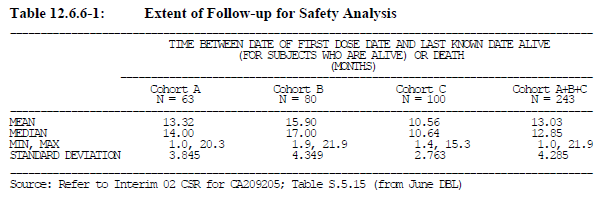 Table 12.6.6-1: Extent of Follow-up for Safety Analysis
TIME BETWEEN DATE OF FIRST DOSE DATE AND LAST KNOWN DATE ALIVE
(FOR SUBJECTS WHO ARE ALIVE) OR DEATH
(MONTHS)
Cohort A Cohort B Cohort C Cohort A+B+C
N = 63 N = 80 N = 100 N = 243
MEAN 13.32 15.90 10.56 13.03
MEDIAN 14.00 17.00 10.64 12.85
MIN, MAX 1.0, 20.3 1.9, 21.9 1.4, 15.3 1.0, 21.9
STANDARD DEVIATION 3.845 4.349 2.763 4.285
Source: Refer to Interim 02 CSR for CA209205; Table S.5.15 (from June DBL)